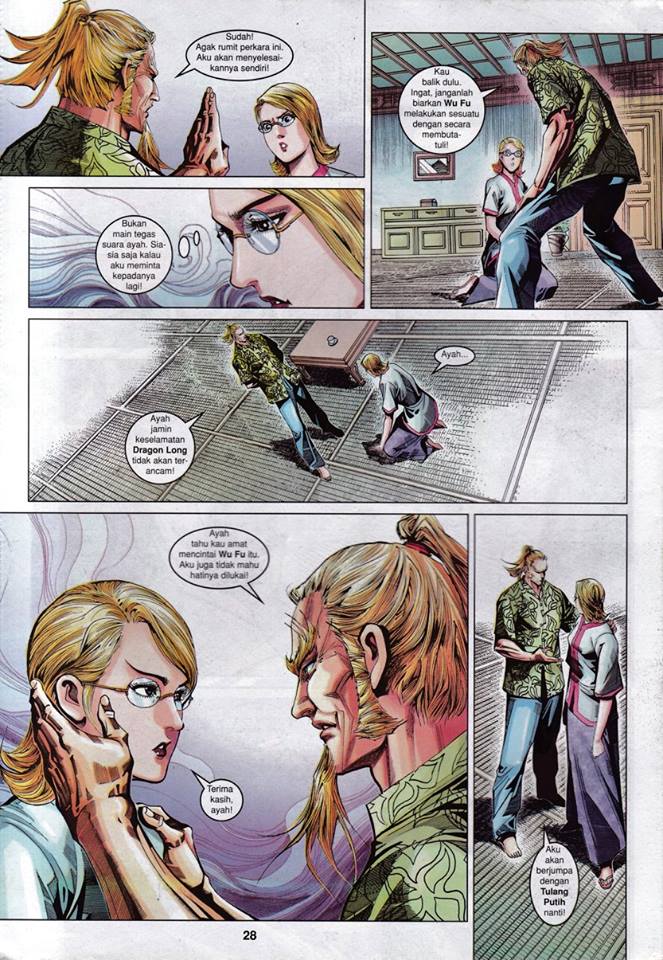 Sudah!
Agak rumit perkara ini.
Aku akan menyelesai-
kannya sendiri!
Kau
balik dulu.
Ingat, janganlah
biarkan Wu Fu
melakukan sesuatu
dengan secara
membuta-
tuli!
Bukan
main tegas
suara ayah. Sia-
sia saja kalau
aku meminta
kepadanya
lagi!
Ayah...
Ayah
jamin
keselamatan
Dragon Long
tidak akan ter-
ancam!
Ayah
tahu kau amat
mencintai Wu Fu itu.
Aku juga tidak mahu
hatinya dilukai!
Terima
kasih,
ayah!
Aku
akan
berjumpa
dengan
Tulang
Putih
nanti!
28